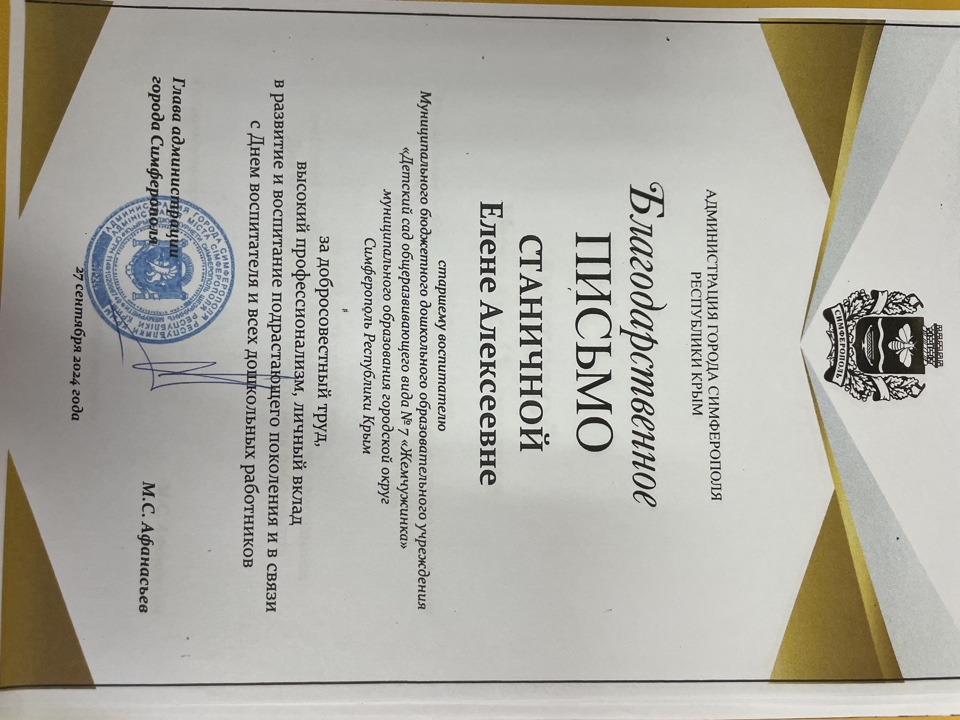 СИМФЕРОПОЛЬ
АДМИНИСТРАЦИЯ ГОРОДА СИМФЕРОПОЛЯ
РЕСПУБЛИКИ КРЫМ
Благодарственное
ПИСЬМО
СТАНИЧНОЙ
Елене Алексеевне
старшему воспитателю
Муниципального бюджетного дошкольного образовательного учреждения
«Детский сад общеразвивающего вида № 7 «Жемчужинка»
муниципального образования городской округ
Симферополь Республики Крым
за добросовестный труд,
высокий профессионализм, личный вклад
в развитие и воспитание подрастающего поколения и в связи
с Днем воспитателя и всех дошкольных работников
Глава администрации
города Симферополя
М.С. Афанасьев
27 сентября 2024 года